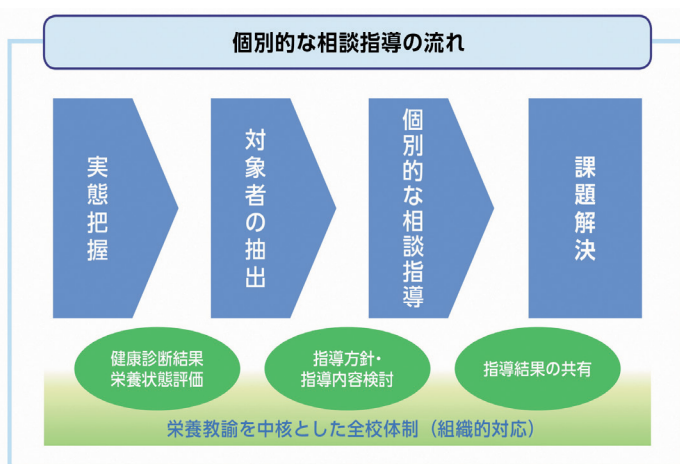 個別的な相談指導の流れ
実態把握
対象者の抽出
個別的な相談指導
課題解決
健康診断結果
栄養状態評価
指導方針・
指導内容検討
指導結果の共有
栄養教諭を中核とした全校体制（組織的対応）